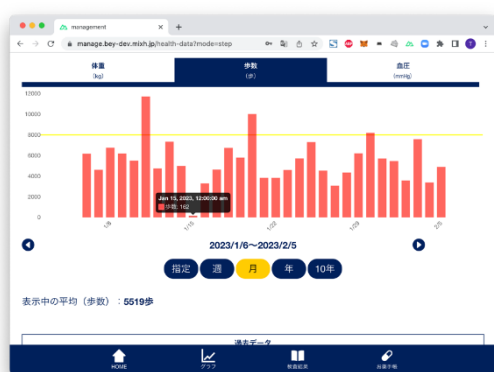 management
manage.bey-dev.mixh.jp/health-data?mode=step
体重
(kg)
歩数
(歩)
血圧
(mmHg)
12000
10000
8000
6000
4000
2000
0
Jan 15, 2023, 12:00:00 am
歩数: 162
1/8
1/15
1/22
1/29
2/5
2023/1/6〜2023/2/5
指定
週
月
年
10年
表示中の平均（歩数）：5519歩
過去データ
HOME
グラフ
検査結果
お薬手帳